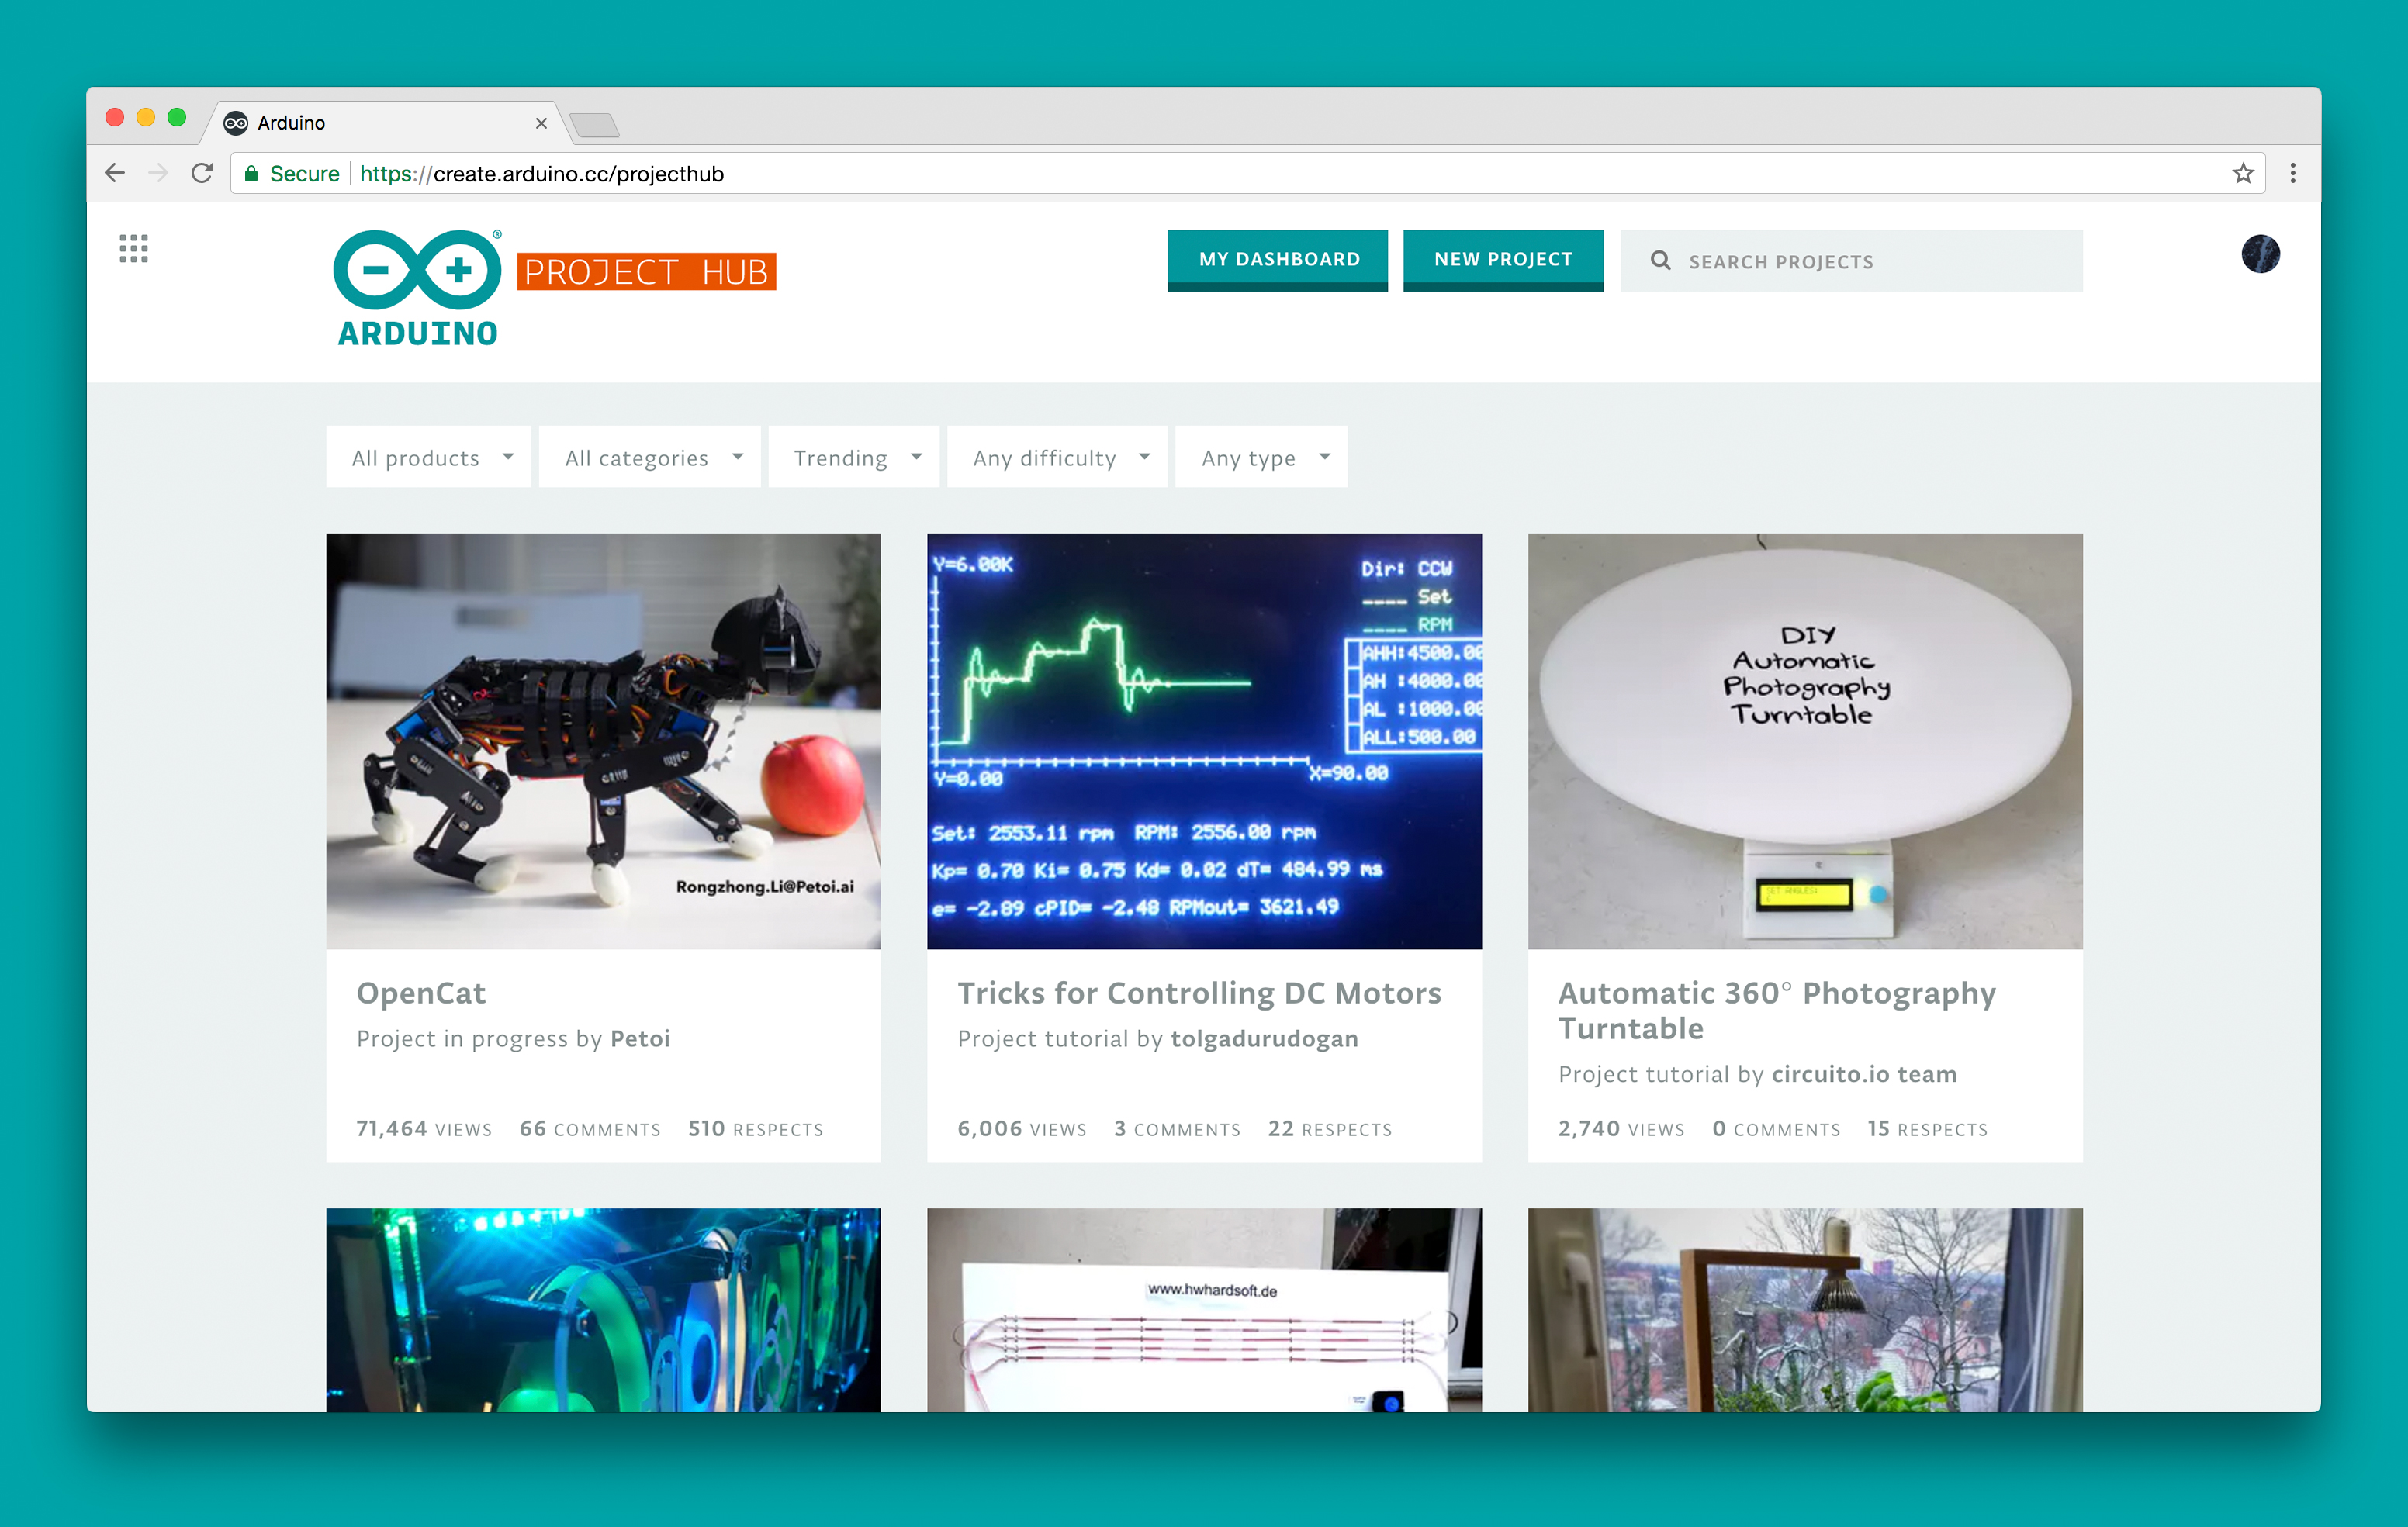 Arduino
Secure https://create.arduino.cc/projecthub
ARDUINO
PROJECT HUB
MY DASHBOARD
NEW PROJECT
SEARCH PROJECTS
All products
All categories
Trending
Any difficulty
Any type
Rongzhong.Li@Petoi.ai
OpenCat
Project in progress by Petoi
71,464 VIEWS 66 COMMENTS 510 RESPECTS
Y=6.00K
Dir: CCW
---- Set
---- RPM
AHH:4500.00
AH :4000.00
AL :1000.00
ALL:500.00
Y=0.00
X=90.00
Set: 2553.11 rpm RPM: 2556.00 rpm
Kp= 0.70 Ki= 0.75 Kd= 0.02 dT= 484.99 ms
e= -2.89 cPID= -2.48 RPMout= 3621.49
Tricks for Controlling DC Motors
Project tutorial by tolgadurudogan
6,006 VIEWS 3 COMMENTS 22 RESPECTS
DIY
Automatic
Photography
Turntable
SET ANGLES:
Automatic 360° Photography
Turntable
Project tutorial by circuito.io team
2,740 VIEWS 0 COMMENTS 15 RESPECTS
www.hwhardsoft.de